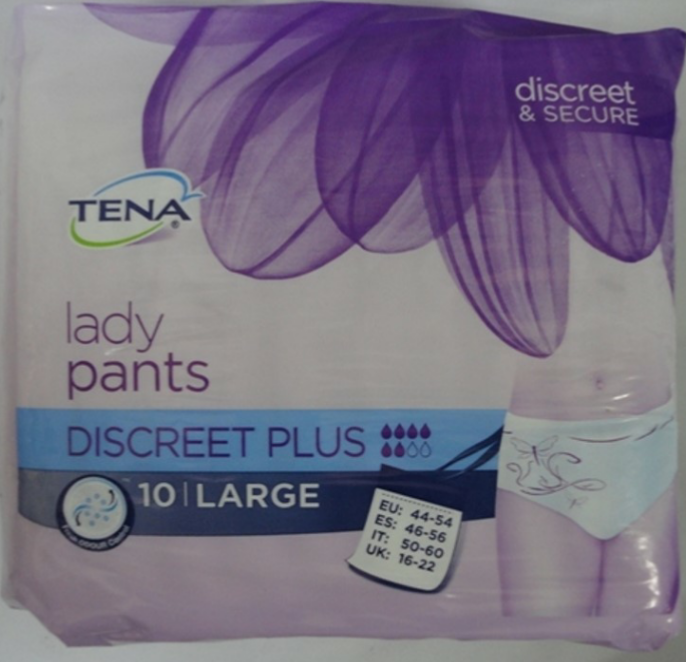 discreet
& SECURE
TENA®
lady
pants
DISCREET PLUS
10 | LARGE
EU: 44-54
ES: 46-56
IT: 50-60
UK: 16-22